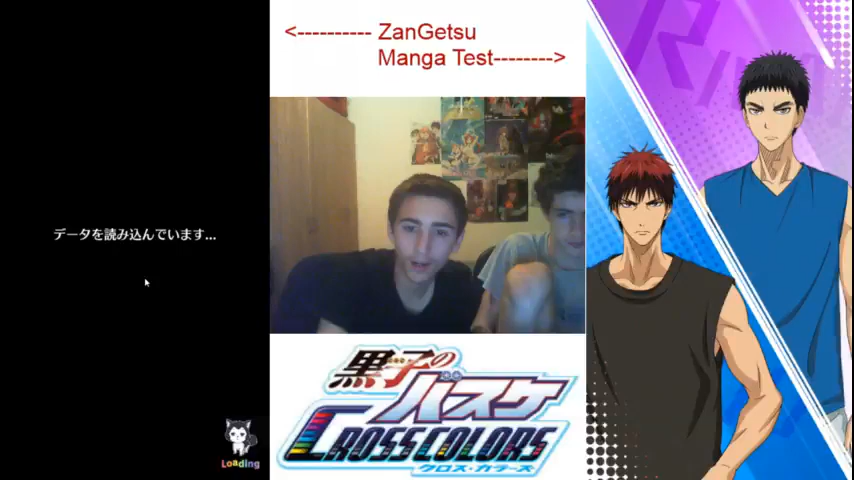 <---------- ZanGetsu
Manga Test-------->
データを読み込んでいます...
Loading
黒子のバスケ
CROSS COLORS
クロス・カラーズ